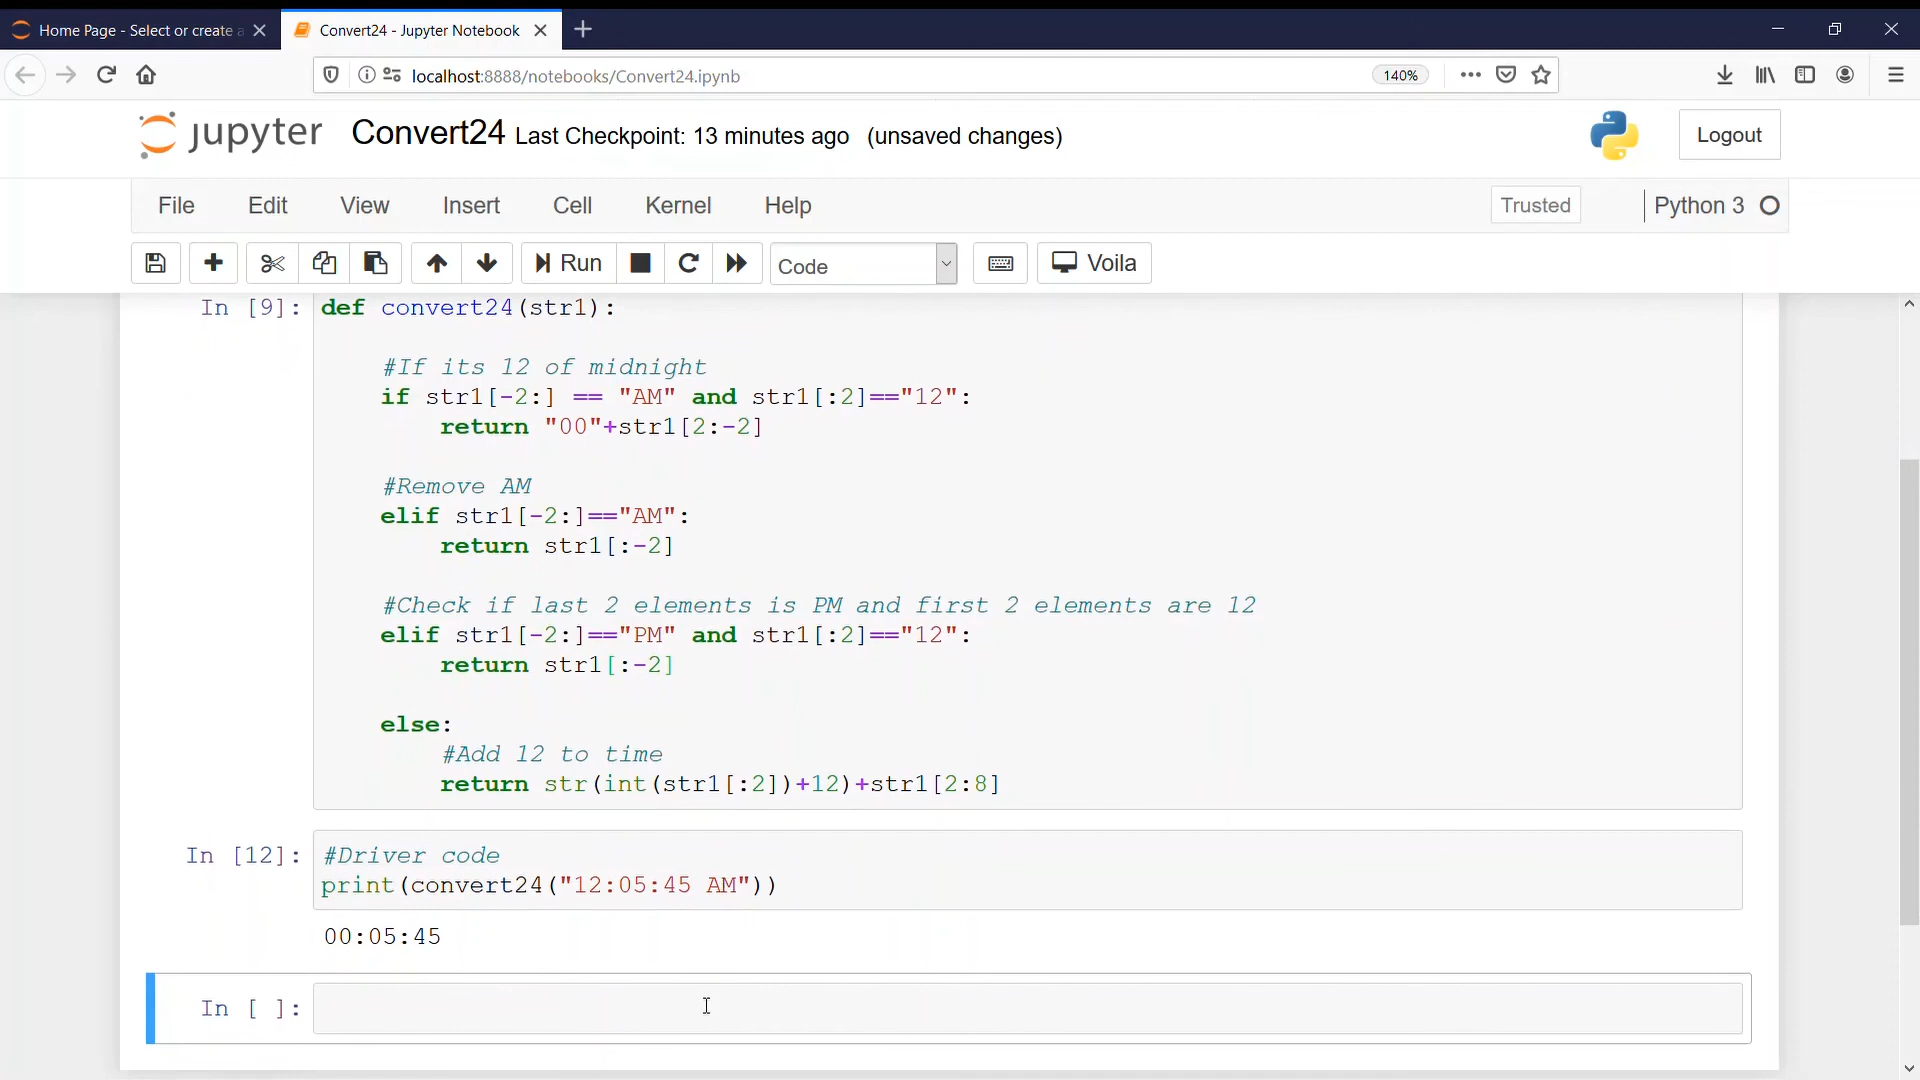 Home Page - Select or create a
Convert24 - Jupyter Notebook
localhost:8888/notebooks/Convert24.ipynb
140%
jupyter Convert24 Last Checkpoint: 13 minutes ago (unsaved changes)
Logout
File Edit View Insert Cell Kernel Help
Trusted
Python 3
Run
Code
Voila
In [9]: def convert24(str1):
#If its 12 of midnight
if str1[-2:] == "AM" and str1[:2]=="12":
return "00"+str1[2:-2]
#Remove AM
elif str1[-2:]=="AM":
return str1[:-2]
#Check if last 2 elements is PM and first 2 elements are 12
elif str1[-2:]=="PM" and str1[:2]=="12":
return str1[:-2]
else:
#Add 12 to time
return str(int(str1[:2])+12)+str1[2:8]
In [12]: #Driver code
print(convert24("12:05:45 AM"))
00:05:45
In [ ]: